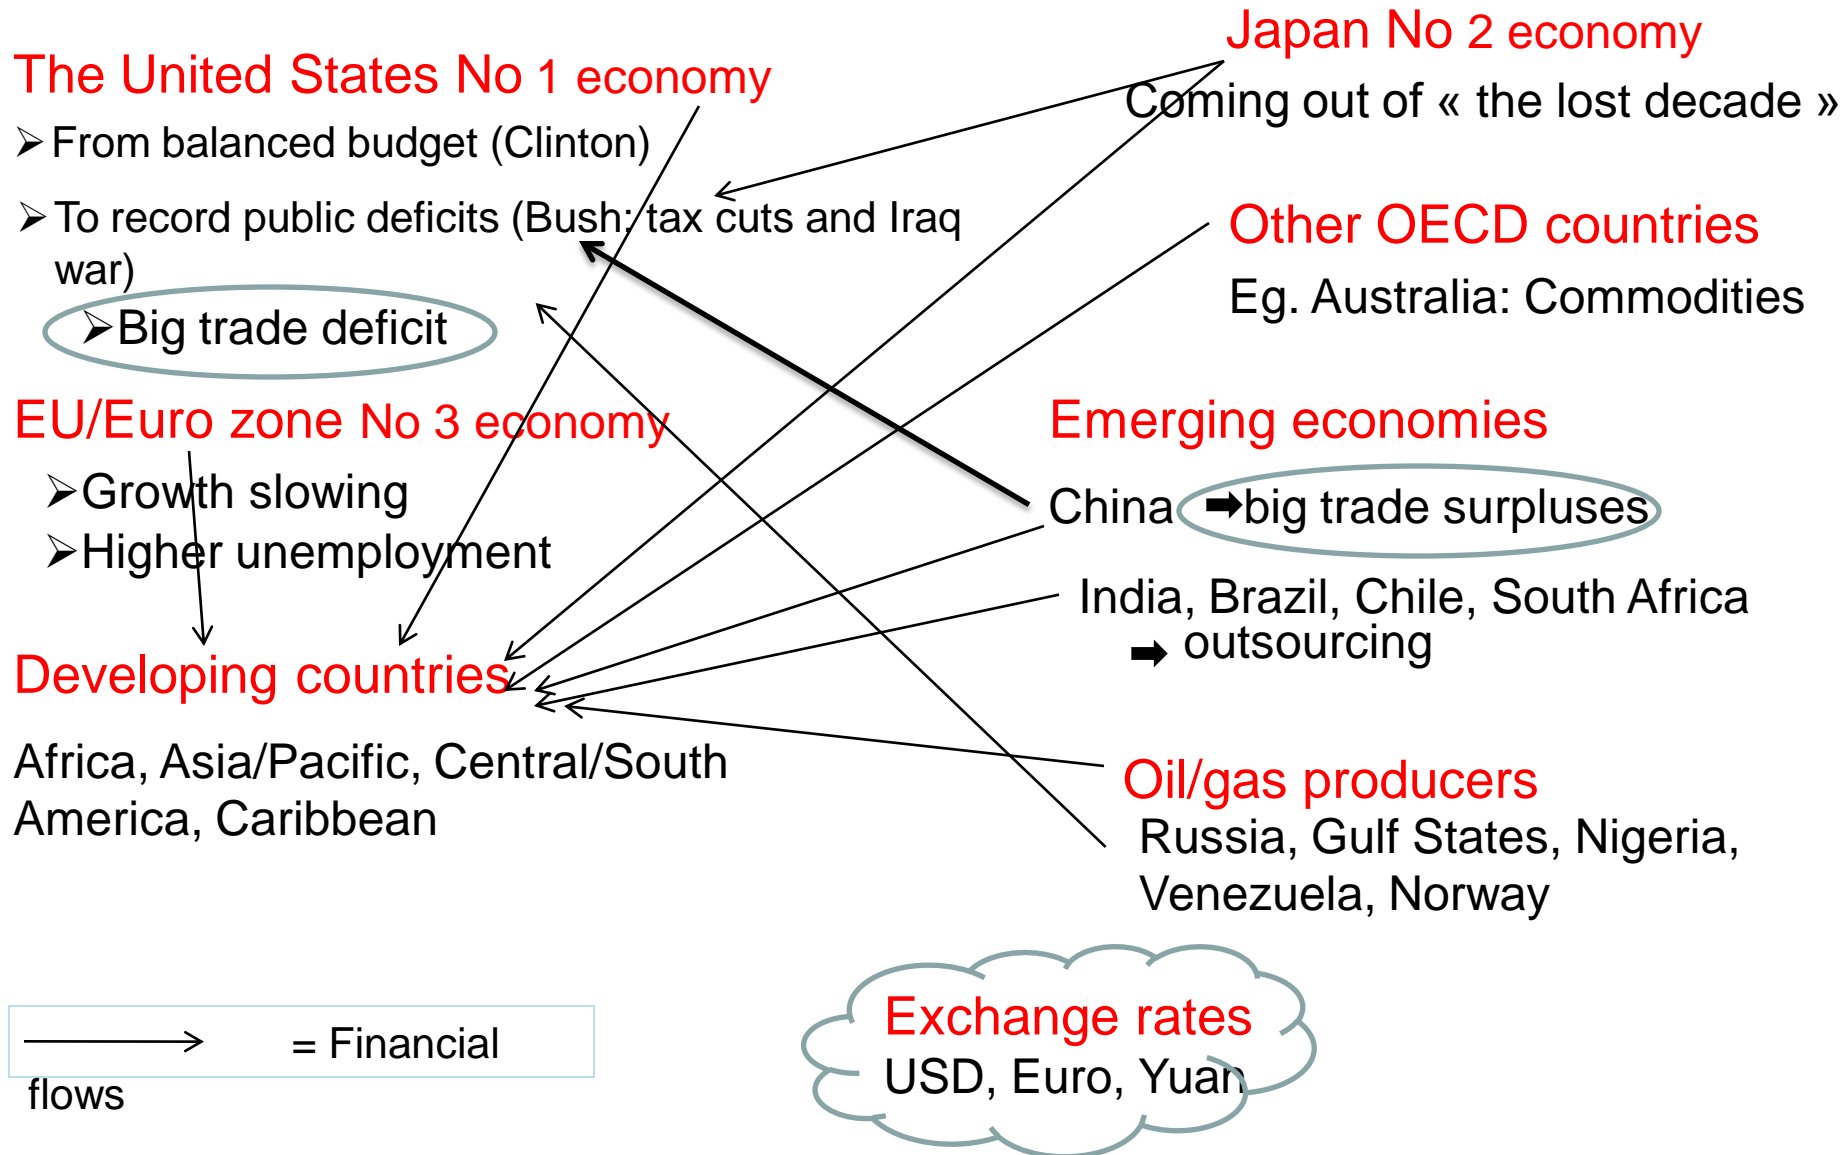 The United States No 1 economy
➢ From balanced budget (Clinton)
➢ To record public deficits (Bush: tax cuts and Iraq
war)
➢Big trade deficit
EU/Euro zone No 3 economy
➢Growth slowing
➢Higher unemployment
Developing countries
Africa, Asia/Pacific, Central/South
America, Caribbean
Japan No 2 economy
Coming out of « the lost decade »
Other OECD countries
Eg. Australia: Commodities
Emerging economies
China ➡big trade surpluses
India, Brazil, Chile, South Africa
➡ outsourcing
Oil/gas producers
Russia, Gulf States, Nigeria,
Venezuela, Norway
= Financial
flows
Exchange rates
USD, Euro, Yuan